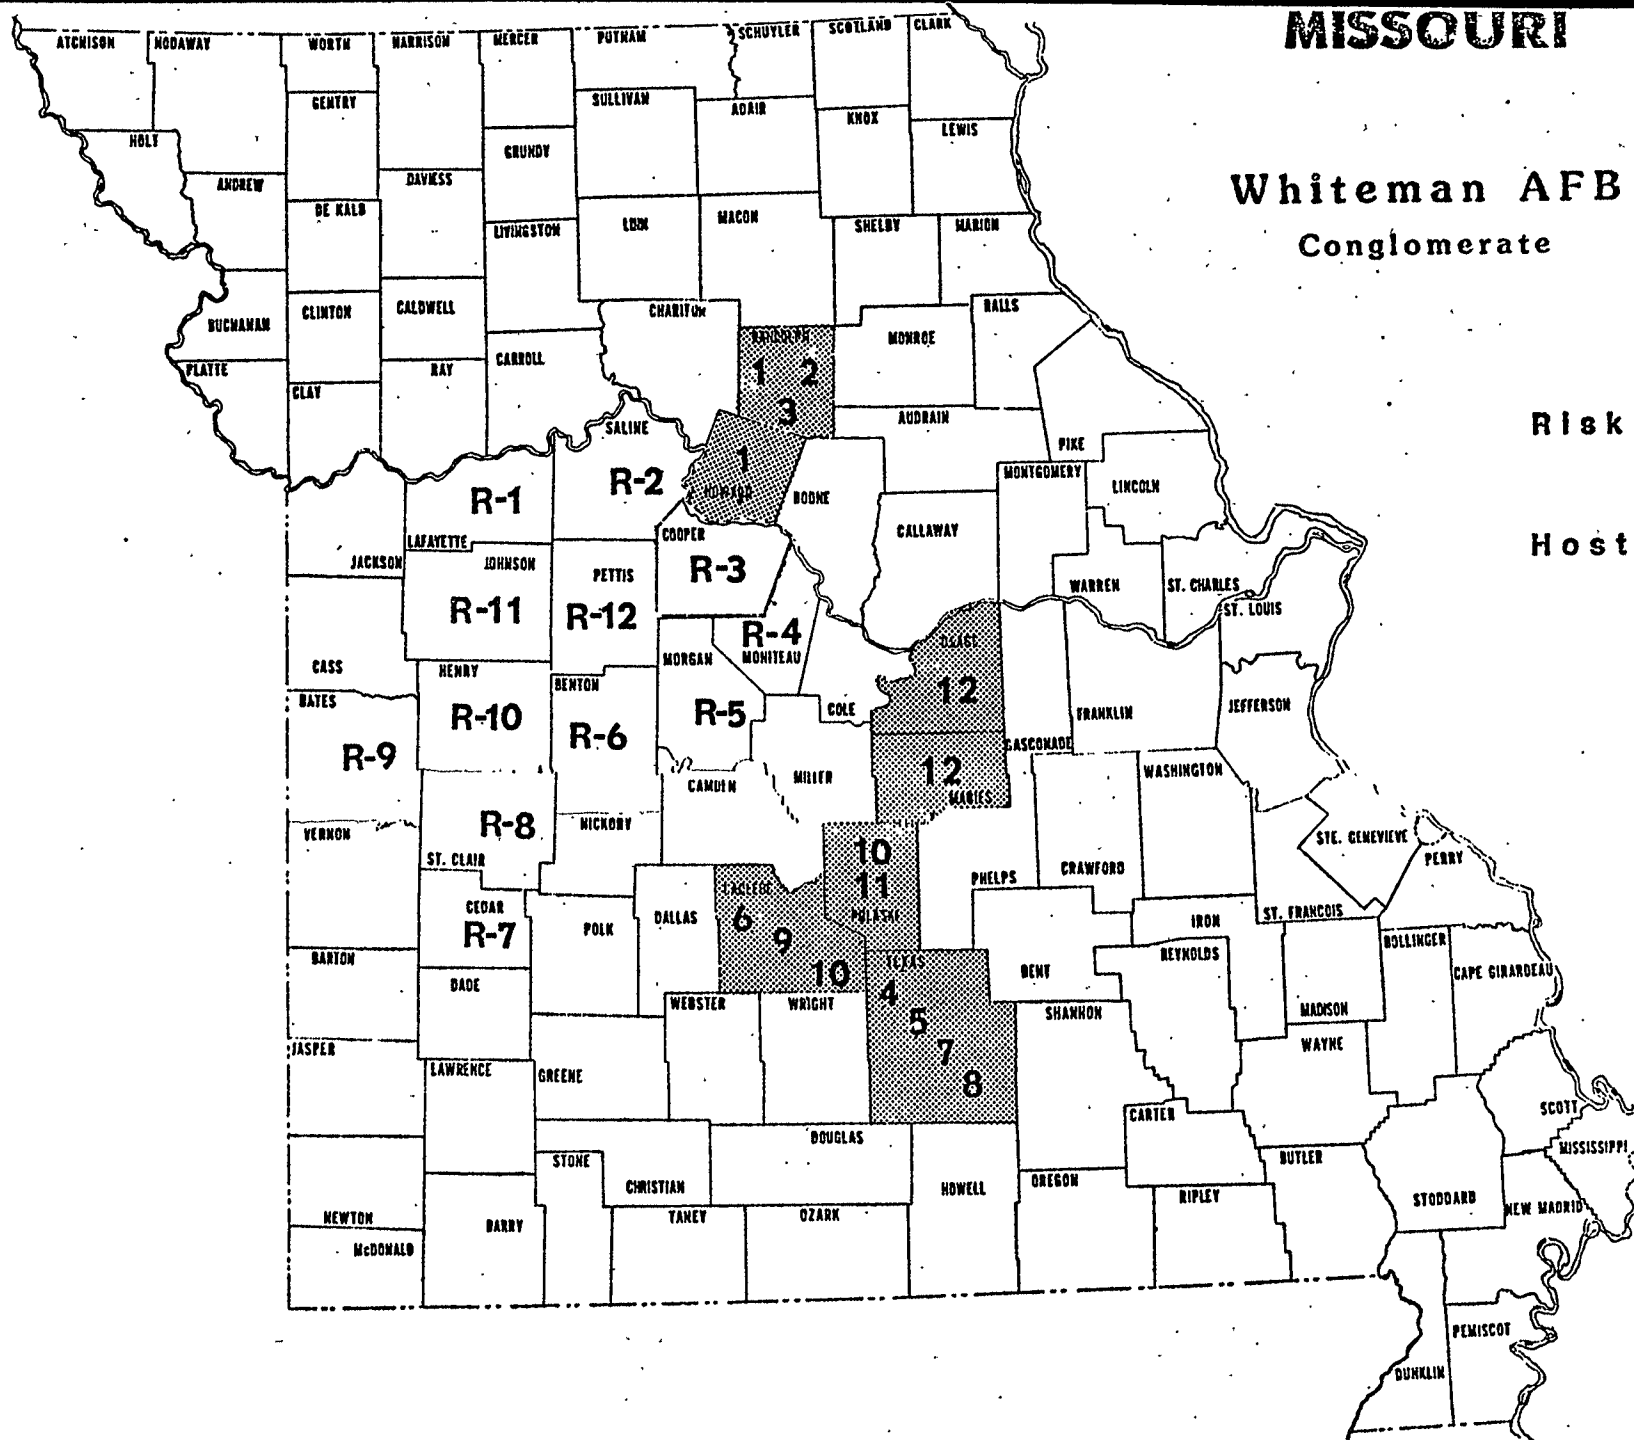 MISSOURI
Whiteman AFB
Conglomerate
Risk
Host
ATCHISON NODAWAY WORTH HARRISON MERCER PUTNAM SCHUYLER SCOTLAND CLARK
GENTRY SULLIVAN ADAIR KNOX LEWIS
HOLT GRUNDY
ANDREW DAVIESS
DE KALB LIVINGSTON LINN MACON SHELBY MARION
BUCHANAN CLINTON CALDWELL CHARITON RALLS
PLATTE RAY CARROLL RANDOLPH MONROE
1 2
3
CLAY AUDRAIN
SALINE PIKE
R-1 R-2 1 HOWARD BOONE MONTGOMERY LINCOLN
LAFAYETTE COOPER CALLAWAY
JACKSON JOHNSON PETTIS R-3 WARREN ST. CHARLES
R-11 R-12 ST. LOUIS
R-4 OSAGE
CASS HENRY BENTON MORGAN MONITEAU 12
BATES R-10 R-6 R-5 COLE FRANKLIN JEFFERSON
R-9 GASCONADE
CAMDEN MILLER 12 MARIES WASHINGTON
VERNON R-8 HICKORY STE. GENEVIEVE
ST. CLAIR 10 PERRY
11 PHELPS CRAWFORD
CEDAR LACLEDE PULASKI
R-7 POLK DALLAS 6 IRON ST. FRANCOIS
9 BOLLINGER
BARTON 10 TEXAS DENT REYNOLDS CAPE GIRARDEAU
DADE WEBSTER WRIGHT 4 SHANNON MADISON
5
JASPER 7 WAYNE
LAWRENCE GREENE 8
CARTER SCOTT
DOUGLAS MISSISSIPPI
STONE CHRISTIAN HOWELL OREGON BUTLER
RIPLEY STODDARD NEW MADRID
NEWTON BARRY TANEY OZARK
McDONALD
PEMISCOT
DUNKLIN